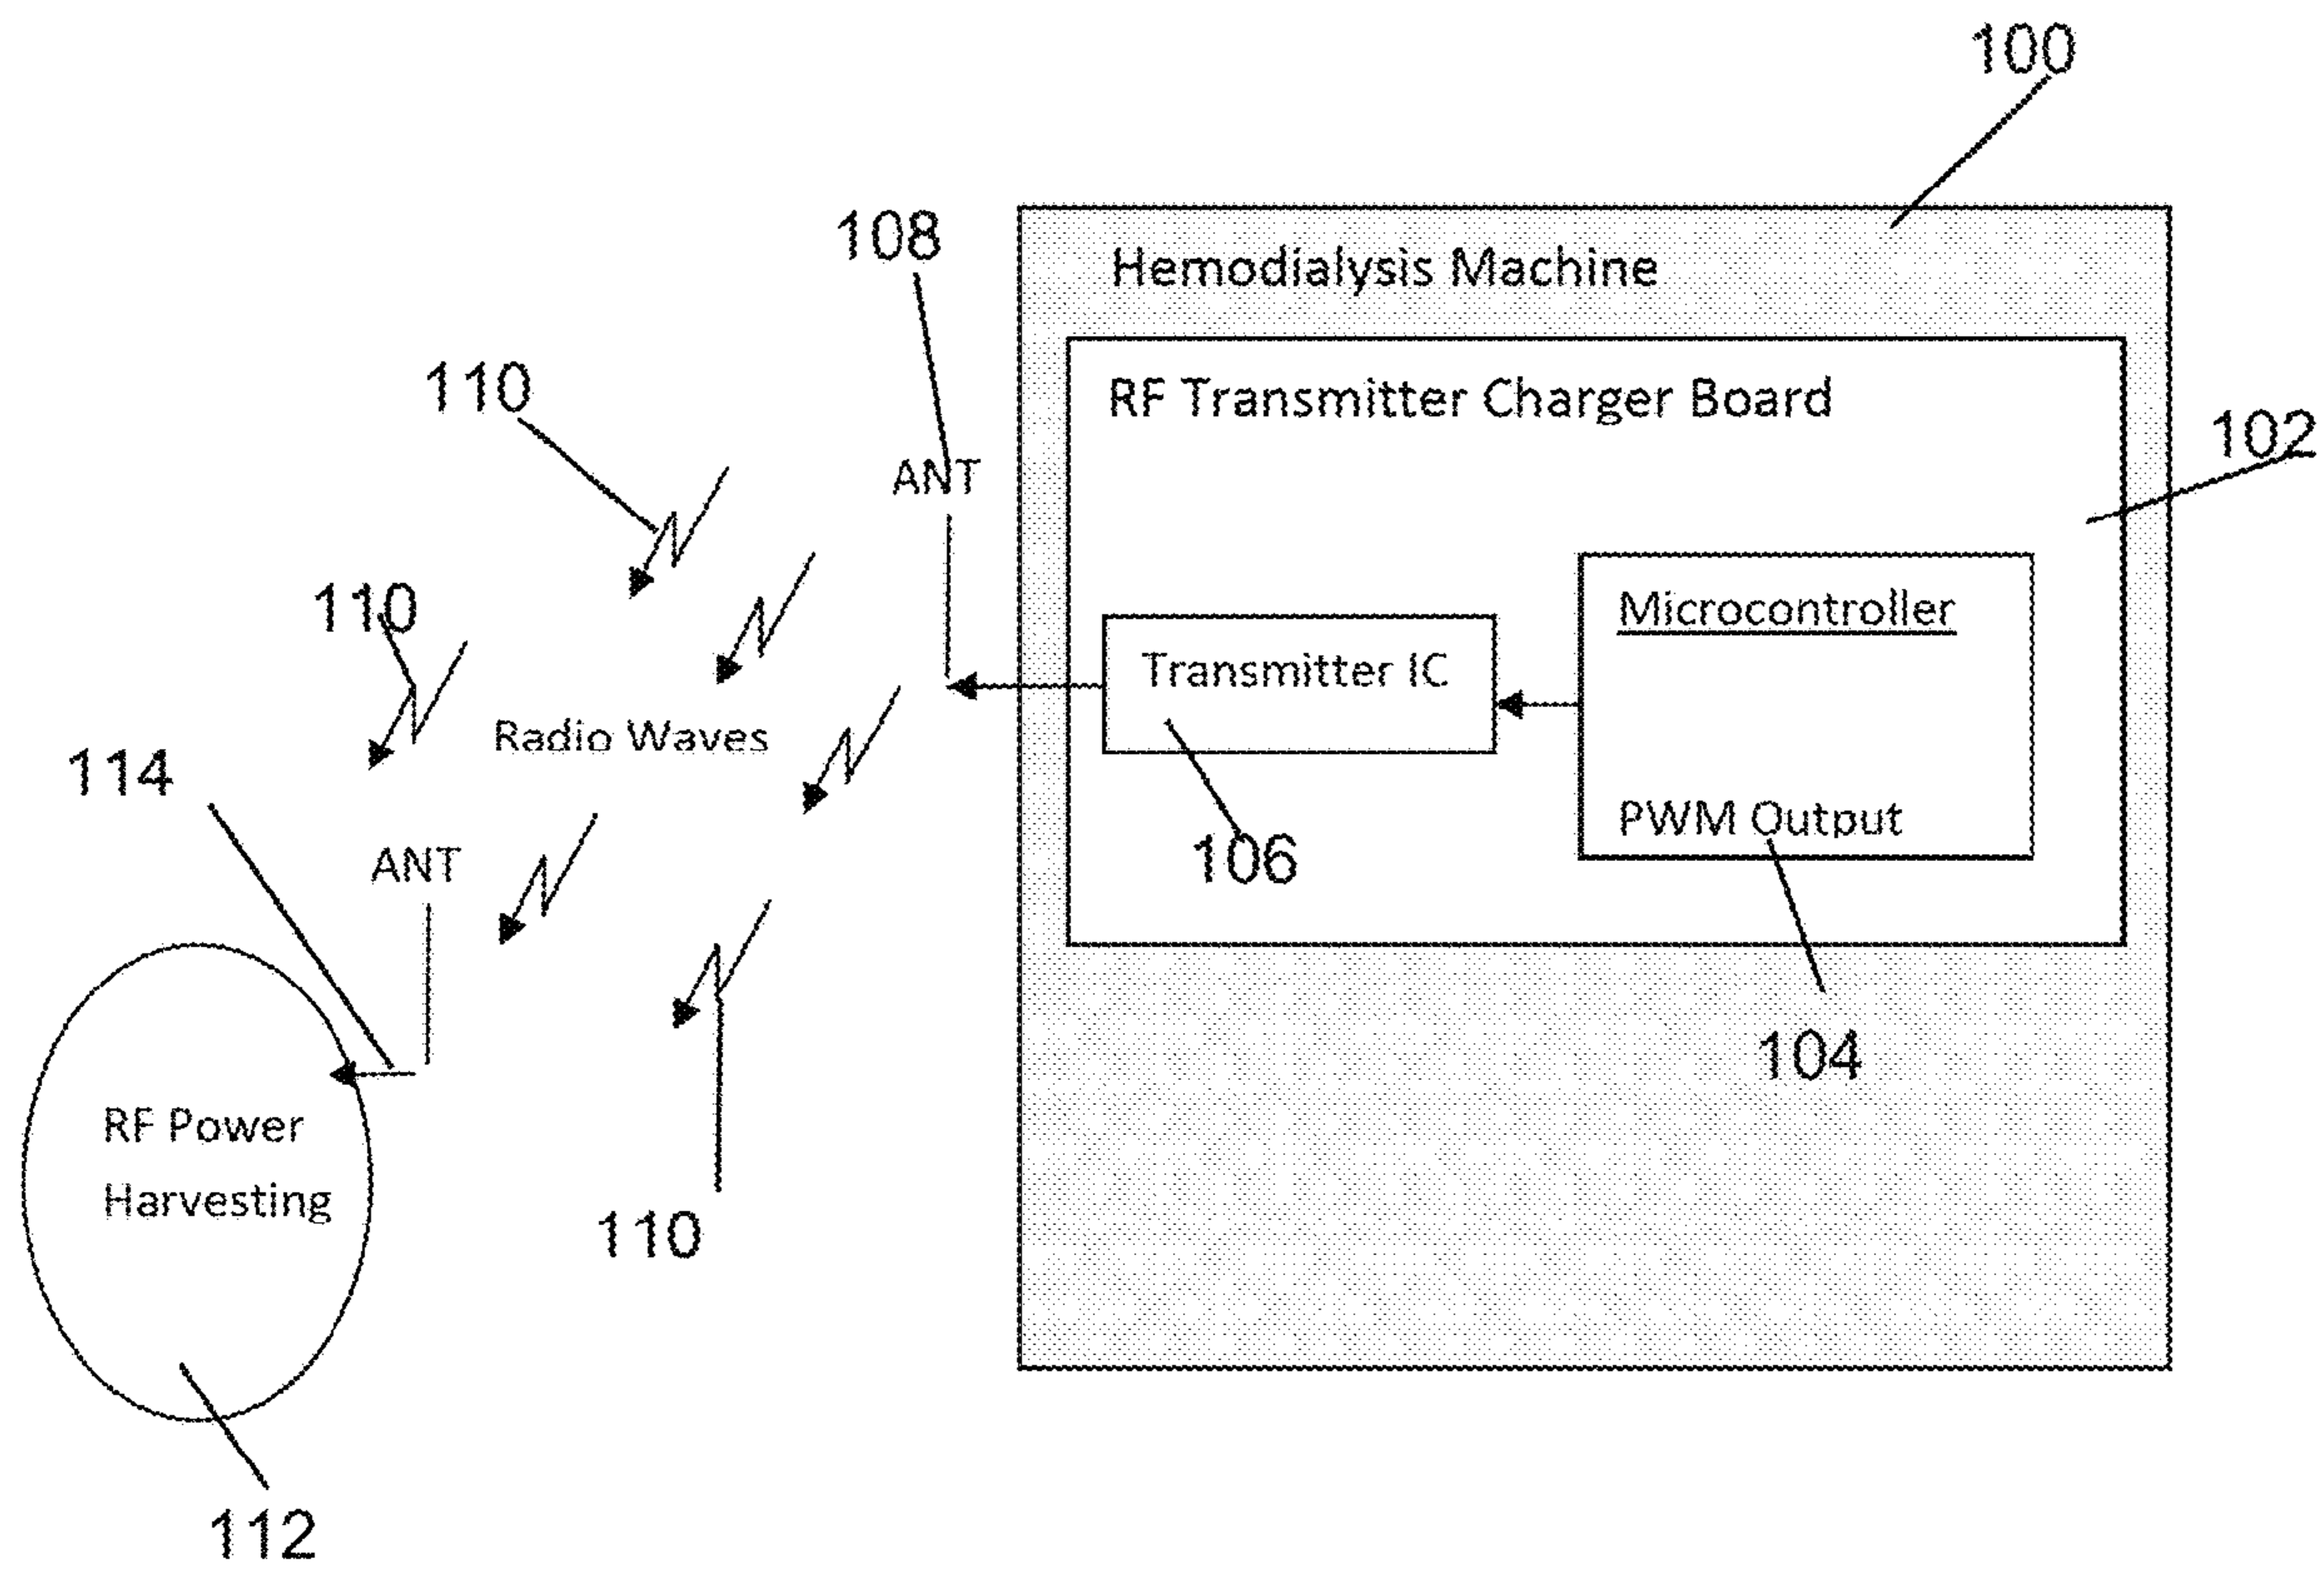 100
108
Hemodialysis Machine
110
RF Transmitter Charger Board
102
ANT
110
Microcontroller
Transmitter IC
Radio Waves
114
PWM Output
106
ANT
104
RF Power
Harvesting
110
112